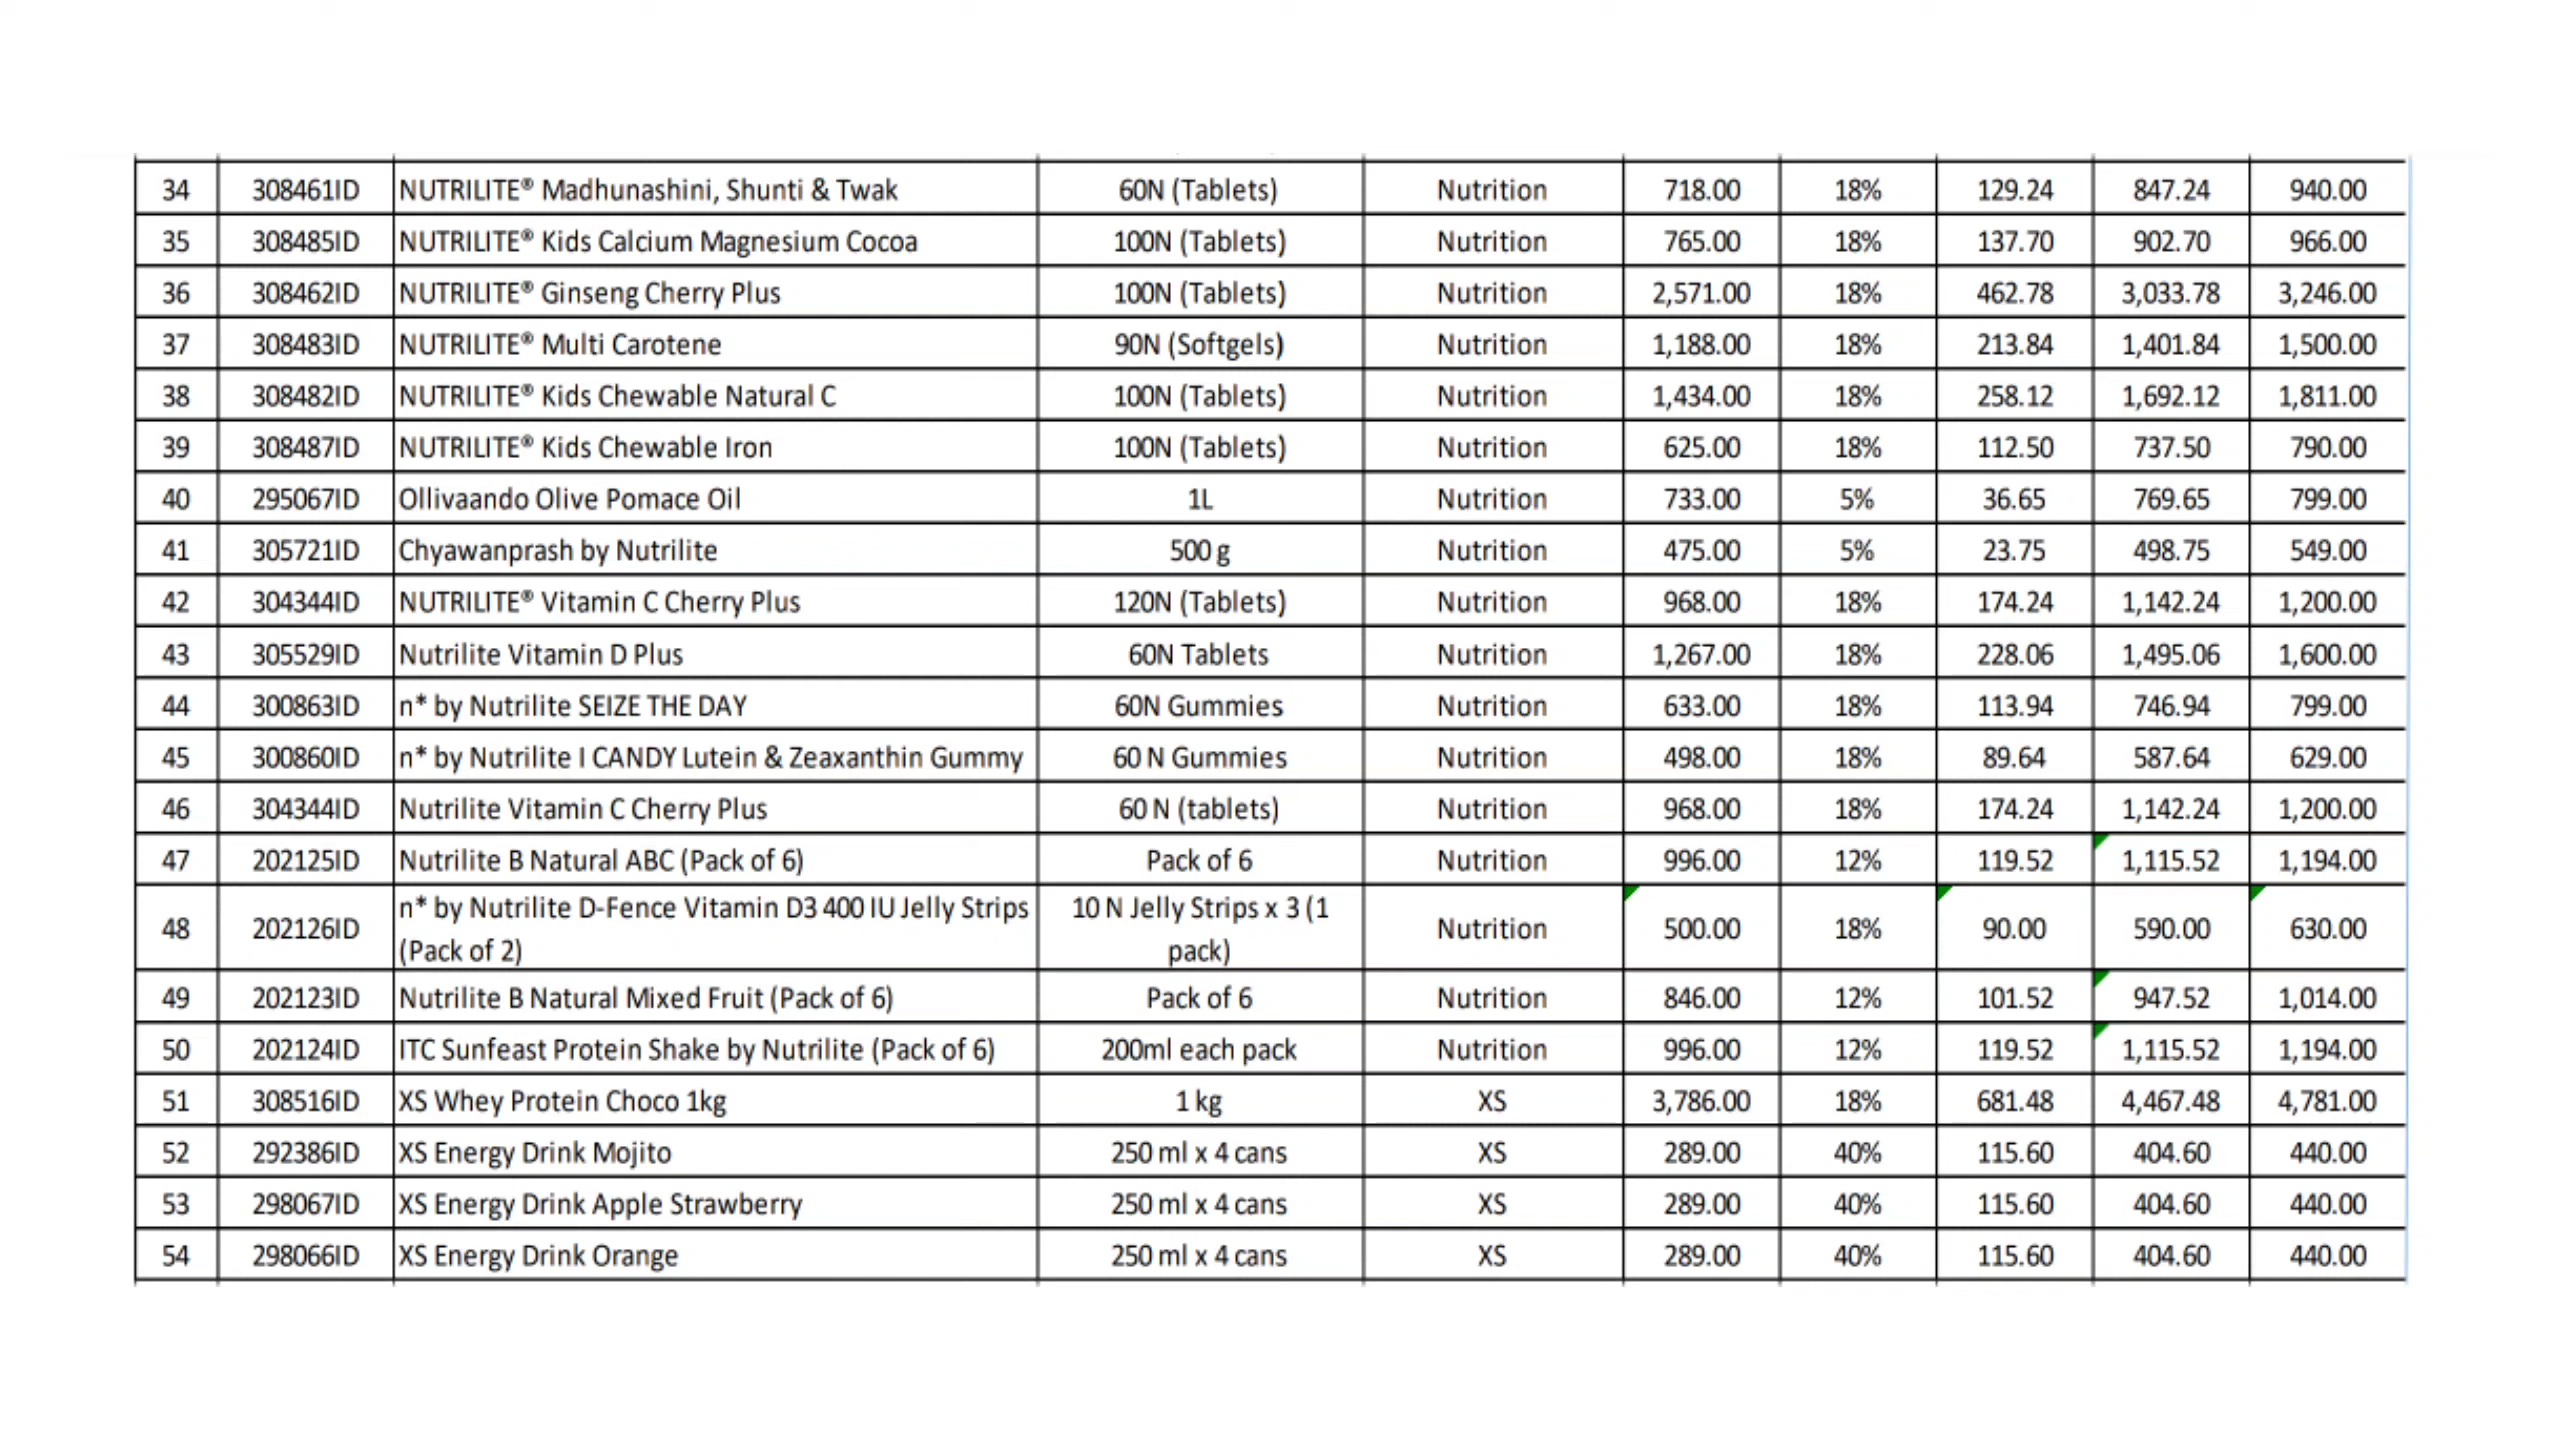 34 308461ID NUTRILITE® Madhunashini, Shunti & Twak 60N (Tablets) Nutrition 718.00 18% 129.24 847.24 940.00
35 308485ID NUTRILITE® Kids Calcium Magnesium Cocoa 100N (Tablets) Nutrition 765.00 18% 137.70 902.70 966.00
36 308462ID NUTRILITE® Ginseng Cherry Plus 100N (Tablets) Nutrition 2,571.00 18% 462.78 3,033.78 3,246.00
37 308483ID NUTRILITE® Multi Carotene 90N (Softgels) Nutrition 1,188.00 18% 213.84 1,401.84 1,500.00
38 308482ID NUTRILITE® Kids Chewable Natural C 100N (Tablets) Nutrition 1,434.00 18% 258.12 1,692.12 1,811.00
39 308487ID NUTRILITE® Kids Chewable Iron 100N (Tablets) Nutrition 625.00 18% 112.50 737.50 790.00
40 295067ID Ollivaando Olive Pomace Oil 1L Nutrition 733.00 5% 36.65 769.65 799.00
41 305721ID Chyawanprash by Nutrilite 500 g Nutrition 475.00 5% 23.75 498.75 549.00
42 304344ID NUTRILITE® Vitamin C Cherry Plus 120N (Tablets) Nutrition 968.00 18% 174.24 1,142.24 1,200.00
43 305529ID Nutrilite Vitamin D Plus 60N Tablets Nutrition 1,267.00 18% 228.06 1,495.06 1,600.00
44 300863ID n* by Nutrilite SEIZE THE DAY 60N Gummies Nutrition 633.00 18% 113.94 746.94 799.00
45 300860ID n* by Nutrilite I CANDY Lutein & Zeaxanthin Gummy 60 N Gummies Nutrition 498.00 18% 89.64 587.64 629.00
46 304344ID Nutrilite Vitamin C Cherry Plus 60 N (tablets) Nutrition 968.00 18% 174.24 1,142.24 1,200.00
47 202125ID Nutrilite B Natural ABC (Pack of 6) Pack of 6 Nutrition 996.00 12% 119.52 1,115.52 1,194.00
n* by Nutrilite D-Fence Vitamin D3 400 IU Jelly Strips 10 N Jelly Strips x 3 (1
48 202126ID Nutrition 500.00 18% 90.00 590.00 630.00
(Pack of 2) pack)
49 202123ID Nutrilite B Natural Mixed Fruit (Pack of 6) Pack of 6 Nutrition 846.00 12% 101.52 947.52 1,014.00
50 202124ID ITC Sunfeast Protein Shake by Nutrilite (Pack of 6) 200ml each pack Nutrition 996.00 12% 119.52 1,115.52 1,194.00
51 308516ID XS Whey Protein Choco 1kg 1 kg XS 3,786.00 18% 681.48 4,467.48 4,781.00
52 292386ID XS Energy Drink Mojito 250 ml x 4 cans XS 289.00 40% 115.60 404.60 440.00
53 298067ID XS Energy Drink Apple Strawberry 250 ml x 4 cans XS 289.00 40% 115.60 404.60 440.00
54 298066ID XS Energy Drink Orange 250 ml x 4 cans XS 289.00 40% 115.60 404.60 440.00